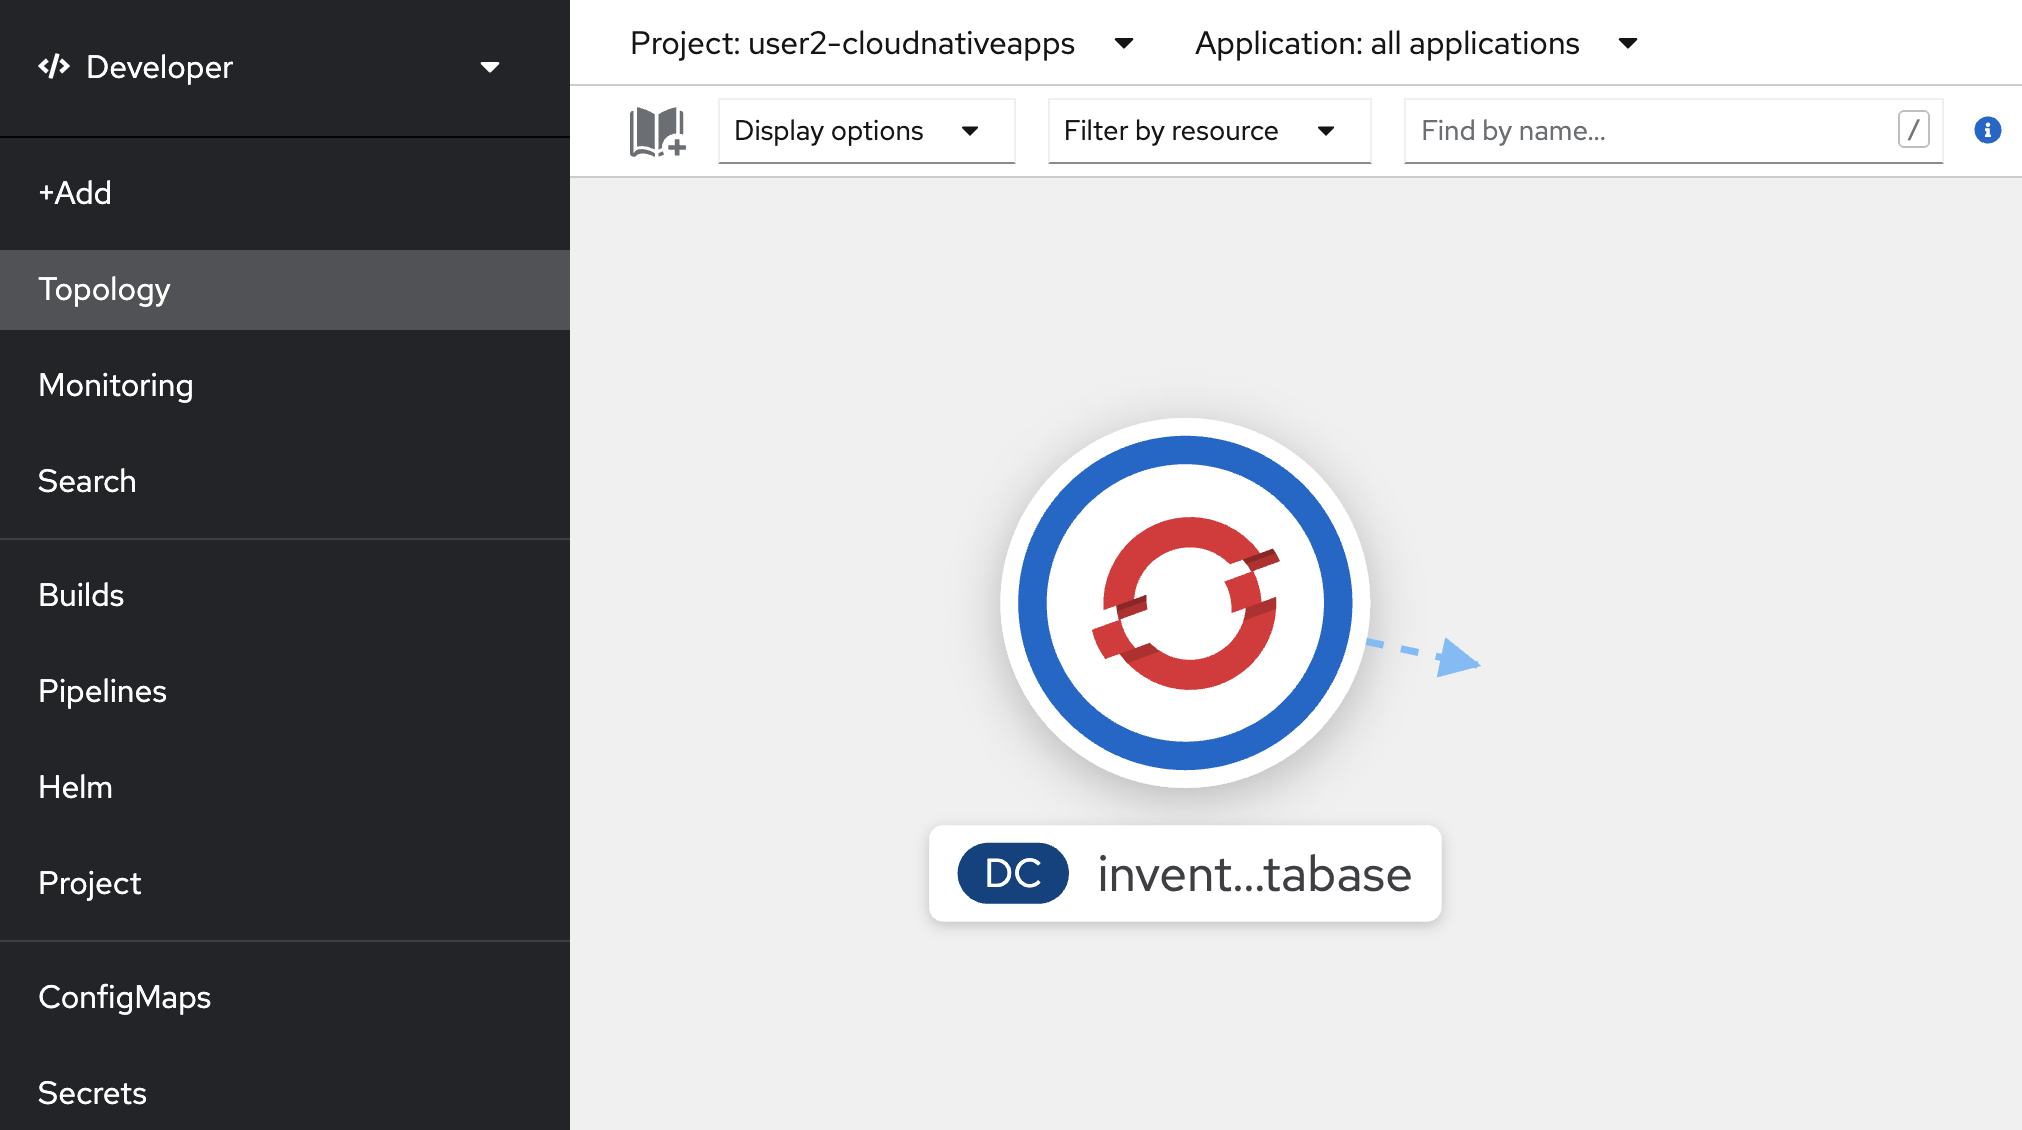 Developer
+Add
Topology
Monitoring
Search
Builds
Pipelines
Helm
Project
ConfigMaps
Secrets
Project: user2-cloudnativeapps Application: all applications
Display options Filter by resource Find by name... /
DC invent...tabase